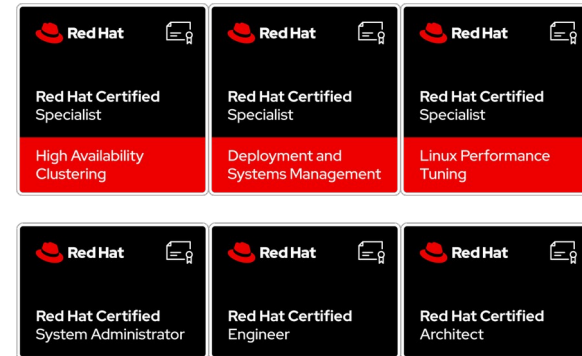 Red Hat
Red Hat Certified
Specialist
High Availability
Clustering
Red Hat
Red Hat Certified
Specialist
Deployment and
Systems Management
Red Hat
Red Hat Certified
Specialist
Linux Performance
Tuning
Red Hat
Red Hat Certified
System Administrator
Red Hat
Red Hat Certified
Engineer
Red Hat
Red Hat Certified
Architect